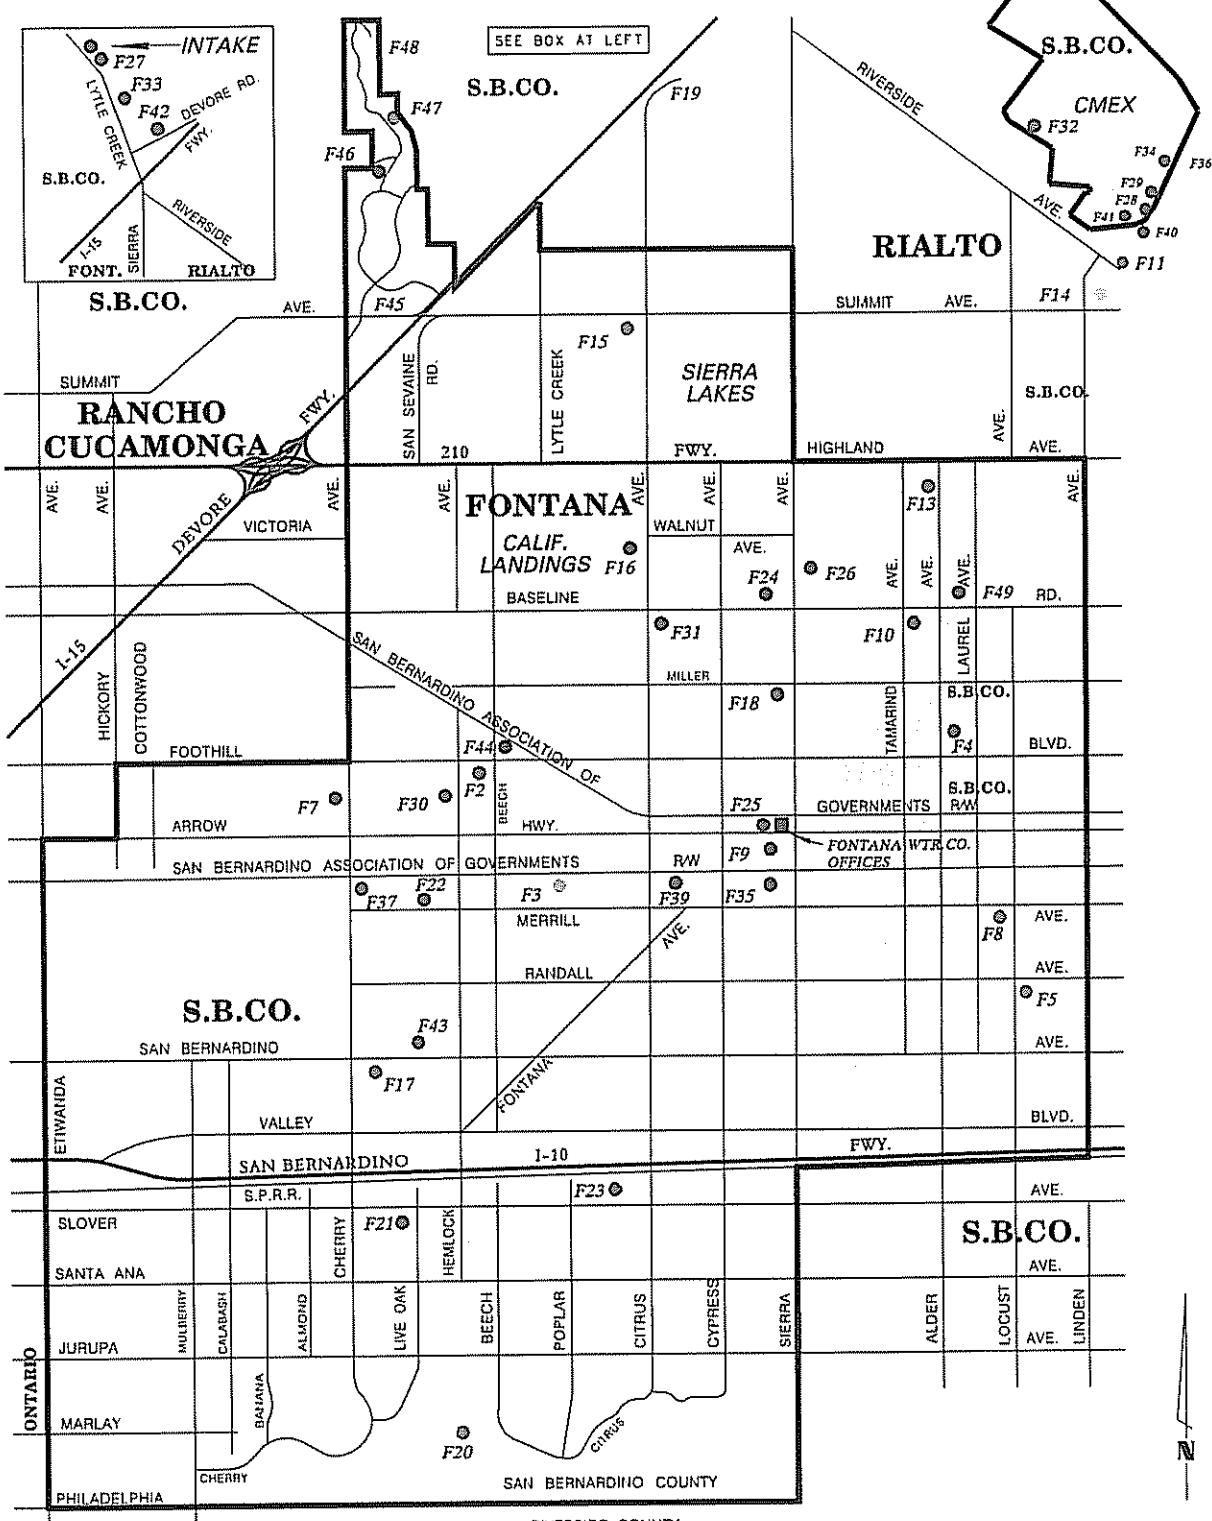 SEE BOX AT LEFT
INTAKE
F27
F33
F42
DEVORE RD.
FWY.
LYTLE CREEK
S.B.CO.
RIVERSIDE
I-15
SIERRA
FONT.
RIALTO
F48
F47
F46
F45
S.B.CO.
F19
RIVERSIDE
AVE.
S.B.CO.
CMEX
F32
F34
F36
F29
F28
F41
F40
F11
F14
RIALTO
S.B.CO.
AVE.
SUMMIT
AVE.
F15
SUMMIT
SAN SEVAINE
RD.
LYTLE CREEK
SIERRA
LAKES
S.B.CO.
AVE.
RANCHO
CUCAMONGA
FWY.
210
FWY.
HIGHLAND
AVE.
AVE.
AVE.
DEVORE
AVE.
AVE.
FONTANA
AVE.
AVE.
AVE.
AVE.
F13
VICTORIA
WALNUT
AVE.
CALIF.
LANDINGS
F16
F24
F26
AVE.
AVE.
AVE.
F49
BASELINE
RD.
I-15
SAN BERNARDINO ASSOCIATION OF
F31
F10
LAUREL
HICKORY
COTTONWOOD
MILLER
F18
TAMARIND
S.B.CO.
F4
BLVD.
FOOTHILL
F44
F2
F7
F30
BEECH
F25
GOVERNMENTS
S.B.CO.
R/W
ARROW
HWY.
FONTANA WTR.CO.
OFFICES
F9
SAN BERNARDINO ASSOCIATION OF GOVERNMENTS
R/W
F37
F22
F3
F39
F35
MERRILL
AVE.
F8
AVE.
RANDALL
AVE.
S.B.CO.
F5
F43
SAN BERNARDINO
AVE.
F17
FONTANA
ETIWANDA
VALLEY
BLVD.
SAN BERNARDINO
I-10
FWY.
S.P.R.R.
F23
AVE.
SLOVER
CHERRY
F21
HEMLOCK
S.B.CO.
SANTA ANA
AVE.
MULBERRY
CALABASH
ALMOND
LIVE OAK
BEECH
POPLAR
CITRUS
CYPRESS
SIERRA
ALDER
LOCUST
LINDEN
JURUPA
AVE.
ONTARIO
BANANA
MARLAY
F20
CITRUS
CHERRY
SAN BERNARDINO COUNTY
PHILADELPHIA
N